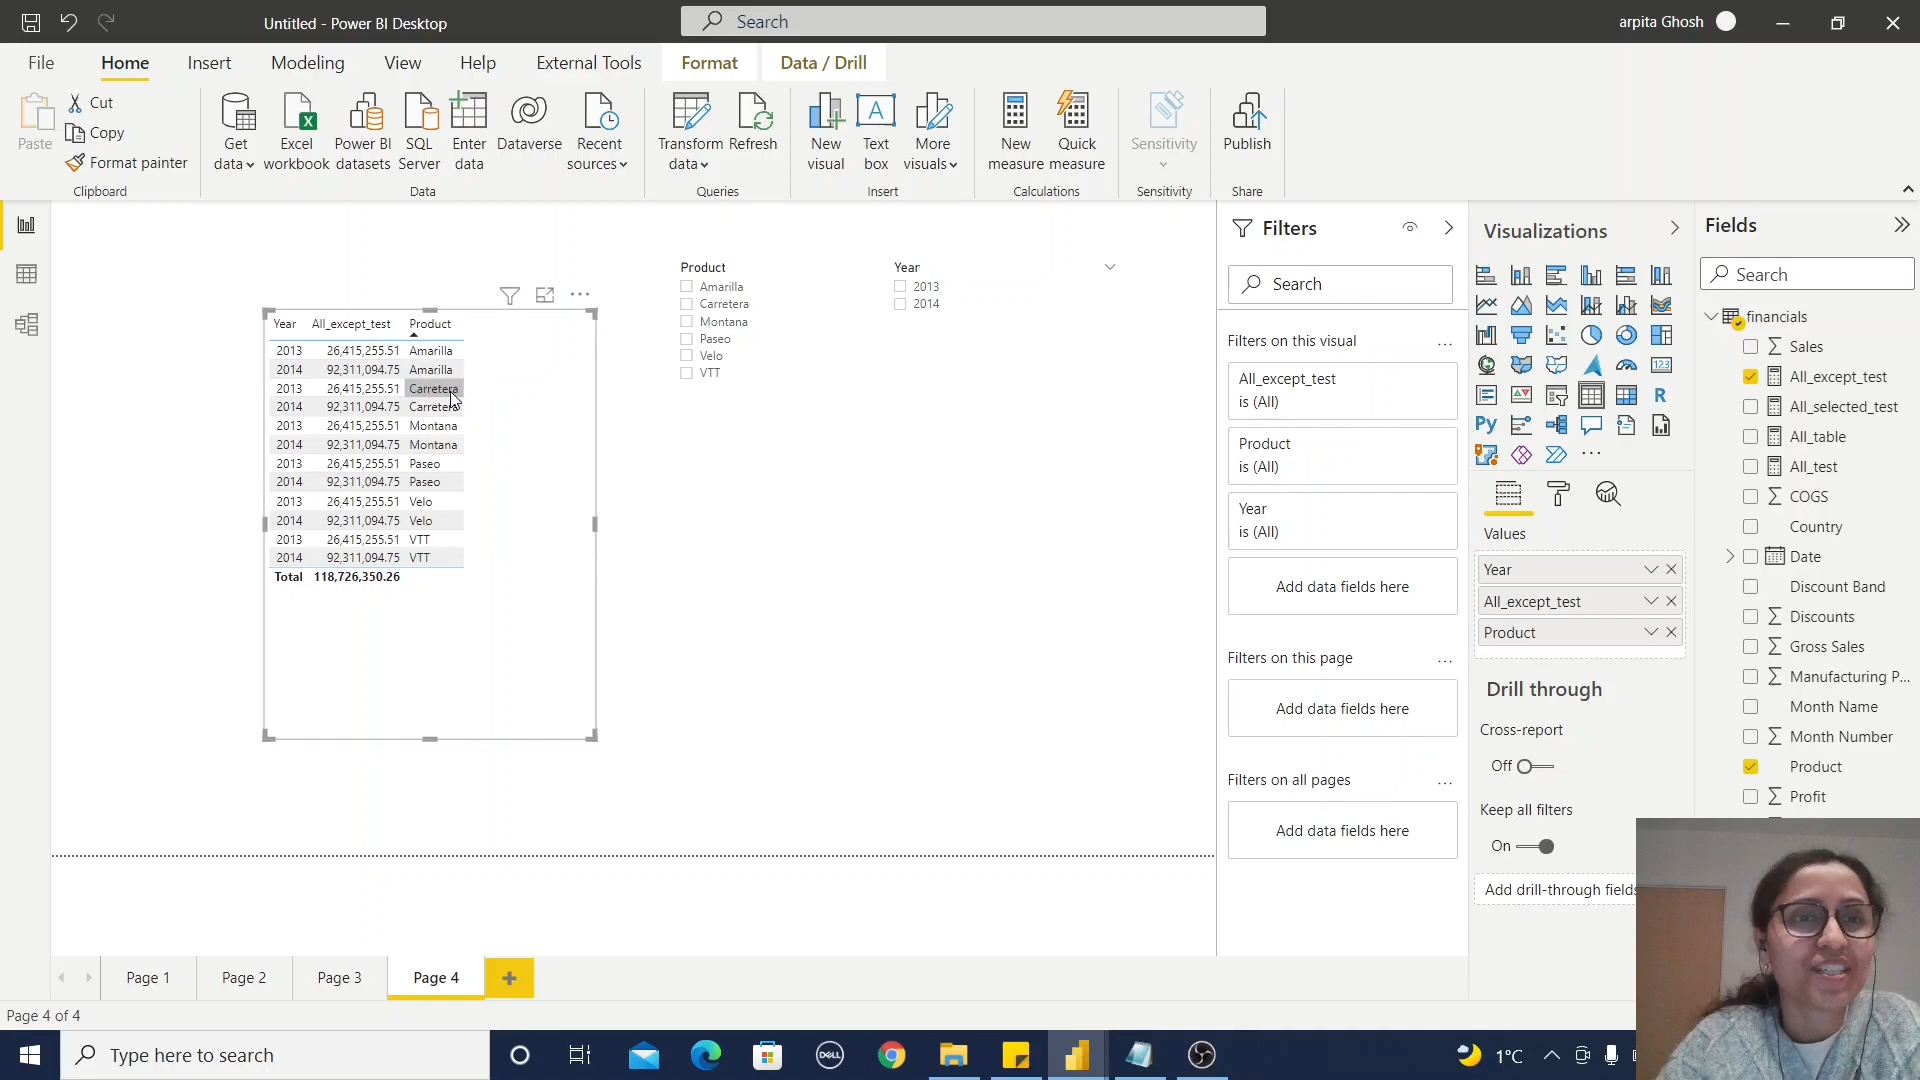 Untitled - Power BI Desktop
Search
arpita Ghosh
File
Home
Insert
Modeling
View
Help
External Tools
Format
Data / Drill
Paste
Cut
Copy
Format painter
Clipboard
Get data
Excel workbook
Power BI datasets
SQL Server
Enter data
Dataverse
Recent sources
Data
Transform data
Refresh
Queries
New visual
Text box
More visuals
Insert
New measure
Quick measure
Calculations
Sensitivity
Sensitivity
Publish
Share
Year All_except_test Product
2013 26,415,255.51 Amarilla
2014 92,311,094.75 Amarilla
2013 26,415,255.51 Carretera
2014 92,311,094.75 Carretera
2013 26,415,255.51 Montana
2014 92,311,094.75 Montana
2013 26,415,255.51 Paseo
2014 92,311,094.75 Paseo
2013 26,415,255.51 Velo
2014 92,311,094.75 Velo
2013 26,415,255.51 VTT
2014 92,311,094.75 VTT
Total 118,726,350.26
Product
Amarilla
Carretera
Montana
Paseo
Velo
VTT
Year
2013
2014
Filters
Search
Filters on this visual
All_except_test
is (All)
Product
is (All)
Year
is (All)
Add data fields here
Filters on this page
Add data fields here
Filters on all pages
Add data fields here
Visualizations
R
Py
123
Values
Year
All_except_test
Product
Drill through
Cross-report
Off
Keep all filters
On
Add drill-through fields
Fields
Search
financials
Sales
All_except_test
All_selected_test
All_table
All_test
COGS
Country
Date
Discount Band
Discounts
Gross Sales
Manufacturing P...
Month Name
Month Number
Product
Profit
Page 1
Page 2
Page 3
Page 4
Page 4 of 4
Type here to search
DELL
1°C